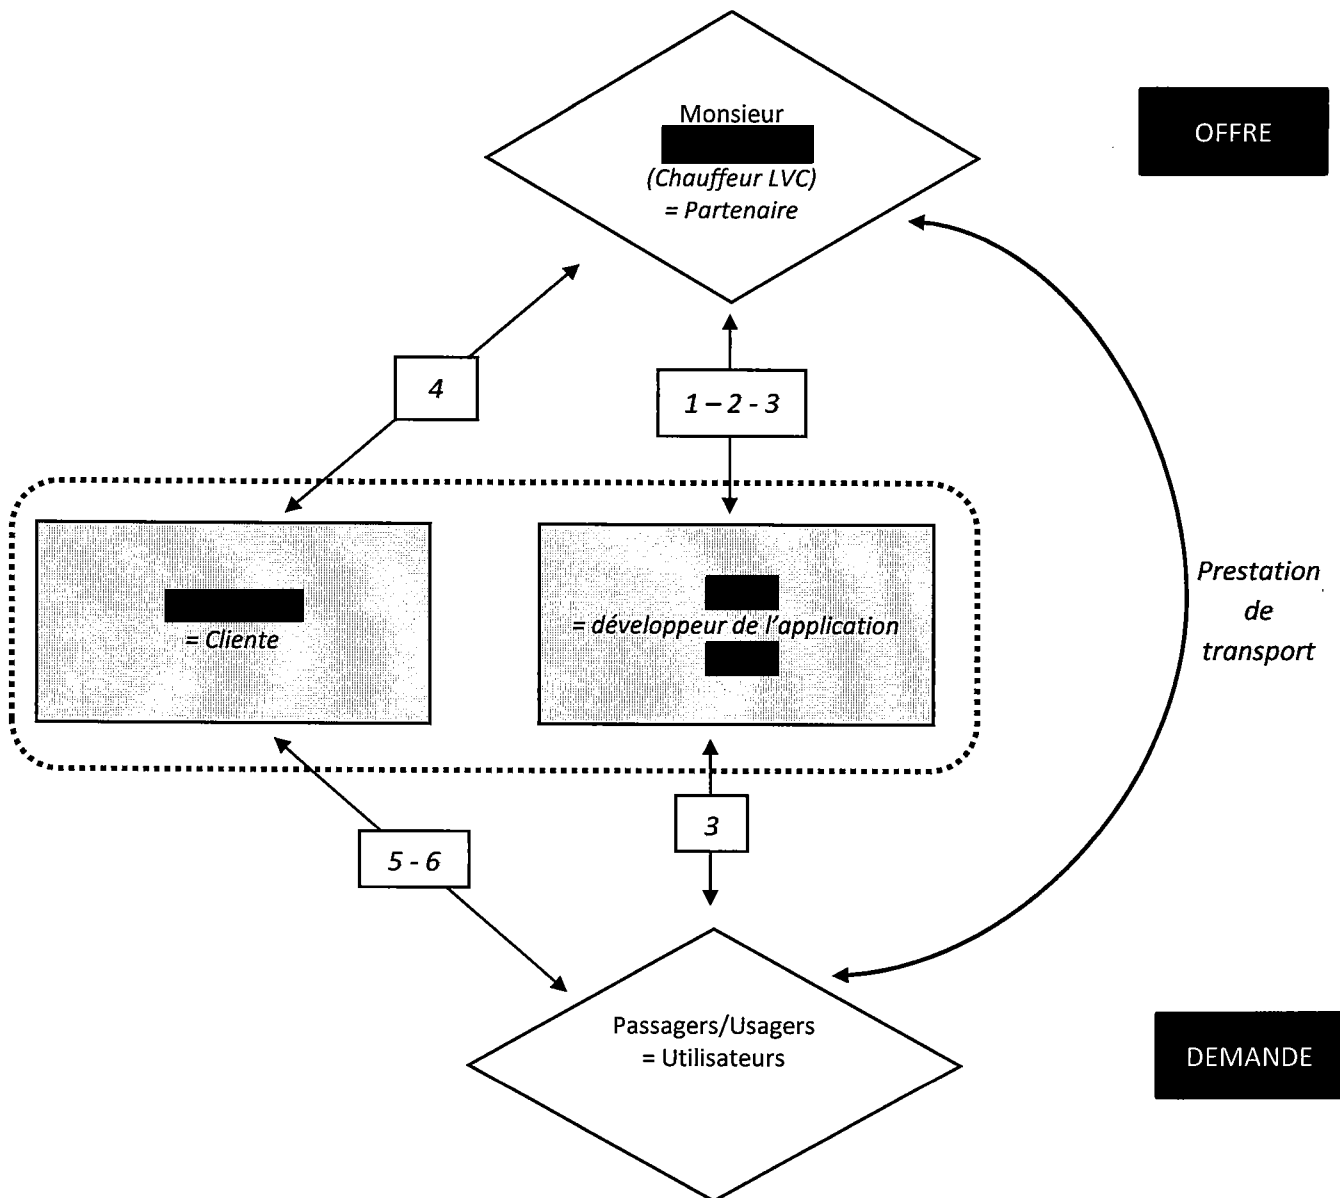 Monsieur
(Chauffeur LVC)
= Partenaire
OFFRE
4
1 – 2 - 3
= Cliente
= développeur de l'application
Prestation
de
transport
3
5 - 6
Passagers/Usagers
= Utilisateurs
DEMANDE